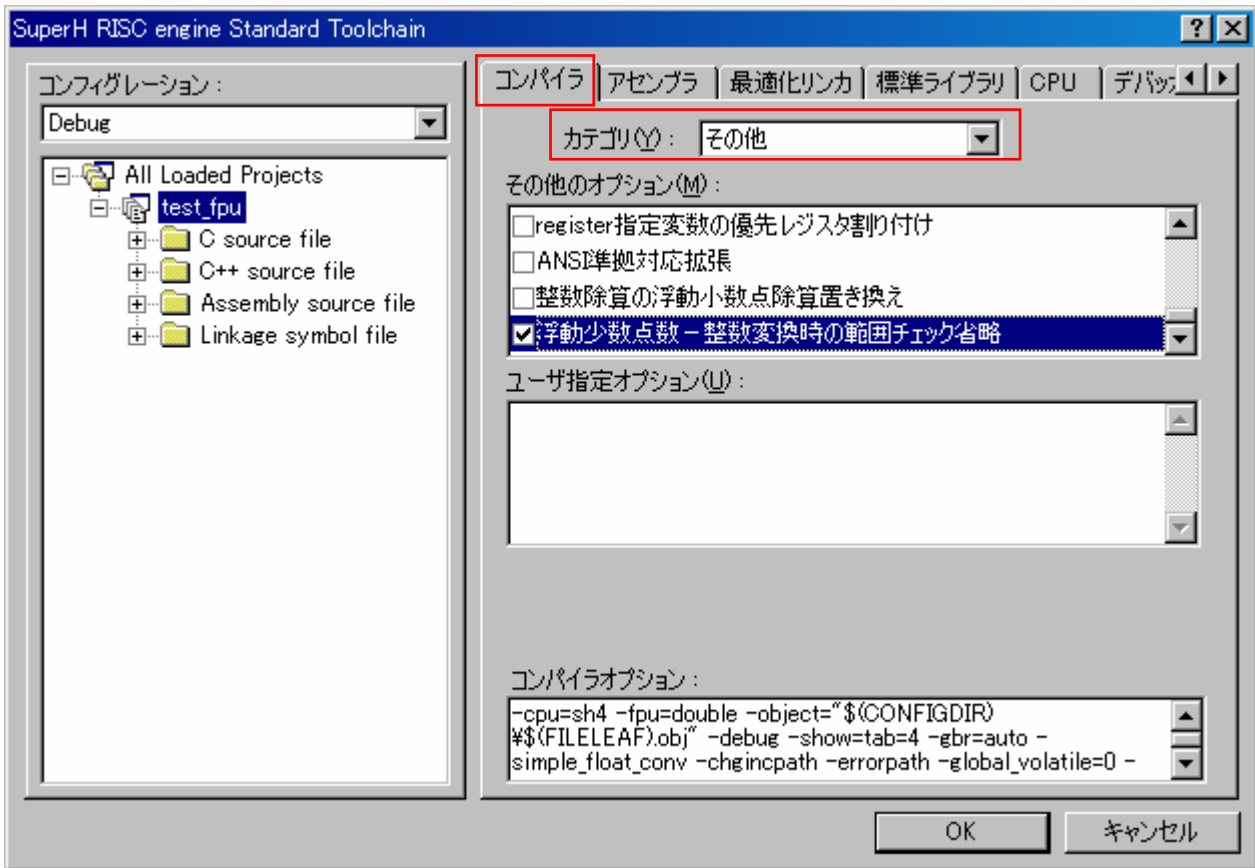 SuperH RISC engine Standard Toolchain
コンフィグレーション :
Debug
All Loaded Projects
test_fpu
C source file
C++ source file
Assembly source file
Linkage symbol file
コンパイラ アセンブラ 最適化リンカ 標準ライブラリ CPU デバッガ
カテゴリ(Y) : その他
その他のオプション(M) :
register指定変数の優先レジスタ割り付け
ANSI準拠対応拡張
整数除算の浮動小数点除算置き換え
浮動少数点数-整数変換時の範囲チェック省略
ユーザ指定オプション(U) :
コンパイラオプション :
-cpu=sh4 -fpu=double -object="$(CONFIGDIR)
¥$(FILELEAF).obj" -debug -show=tab=4 -gbr=auto -
simple_float_conv -chgincpath -errorpath -global_volatile=0 -
OK キャンセル